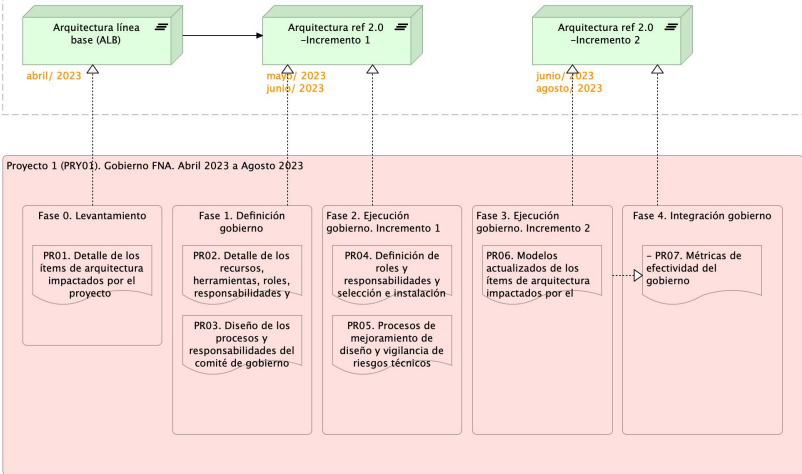 Arquitectura línea
base (ALB)
Arquitectura ref 2.0
-Incremento 1
Arquitectura ref 2.0
-Incremento 2
abril/ 2023
mayo/ 2023
junio/ 2023
junio/ 2023
agosto/ 2023
Proyecto 1 (PRY01). Gobierno FNA. Abril 2023 a Agosto 2023
Fase 0. Levantamiento
PR01. Detalle de los
ítems de arquitectura
impactados por el
proyecto
Fase 1. Definición
gobierno
PR02. Detalle de los
recursos,
herramientas, roles,
responsabilidades y
PR03. Diseño de los
procesos y
responsabilidades del
comité de gobierno
Fase 2. Ejecución
gobierno. Incremento 1
PR04. Definición de
roles y
responsabilidades y
selección e instalación
PR05. Procesos de
mejoramiento de
diseño y vigilancia de
riesgos técnicos
Fase 3. Ejecución
gobierno. Incremento 2
PR06. Modelos
actualizados de los
ítems de arquitectura
impactados por el
Fase 4. Integración gobierno
- PR07. Métricas de
efectividad del
gobierno